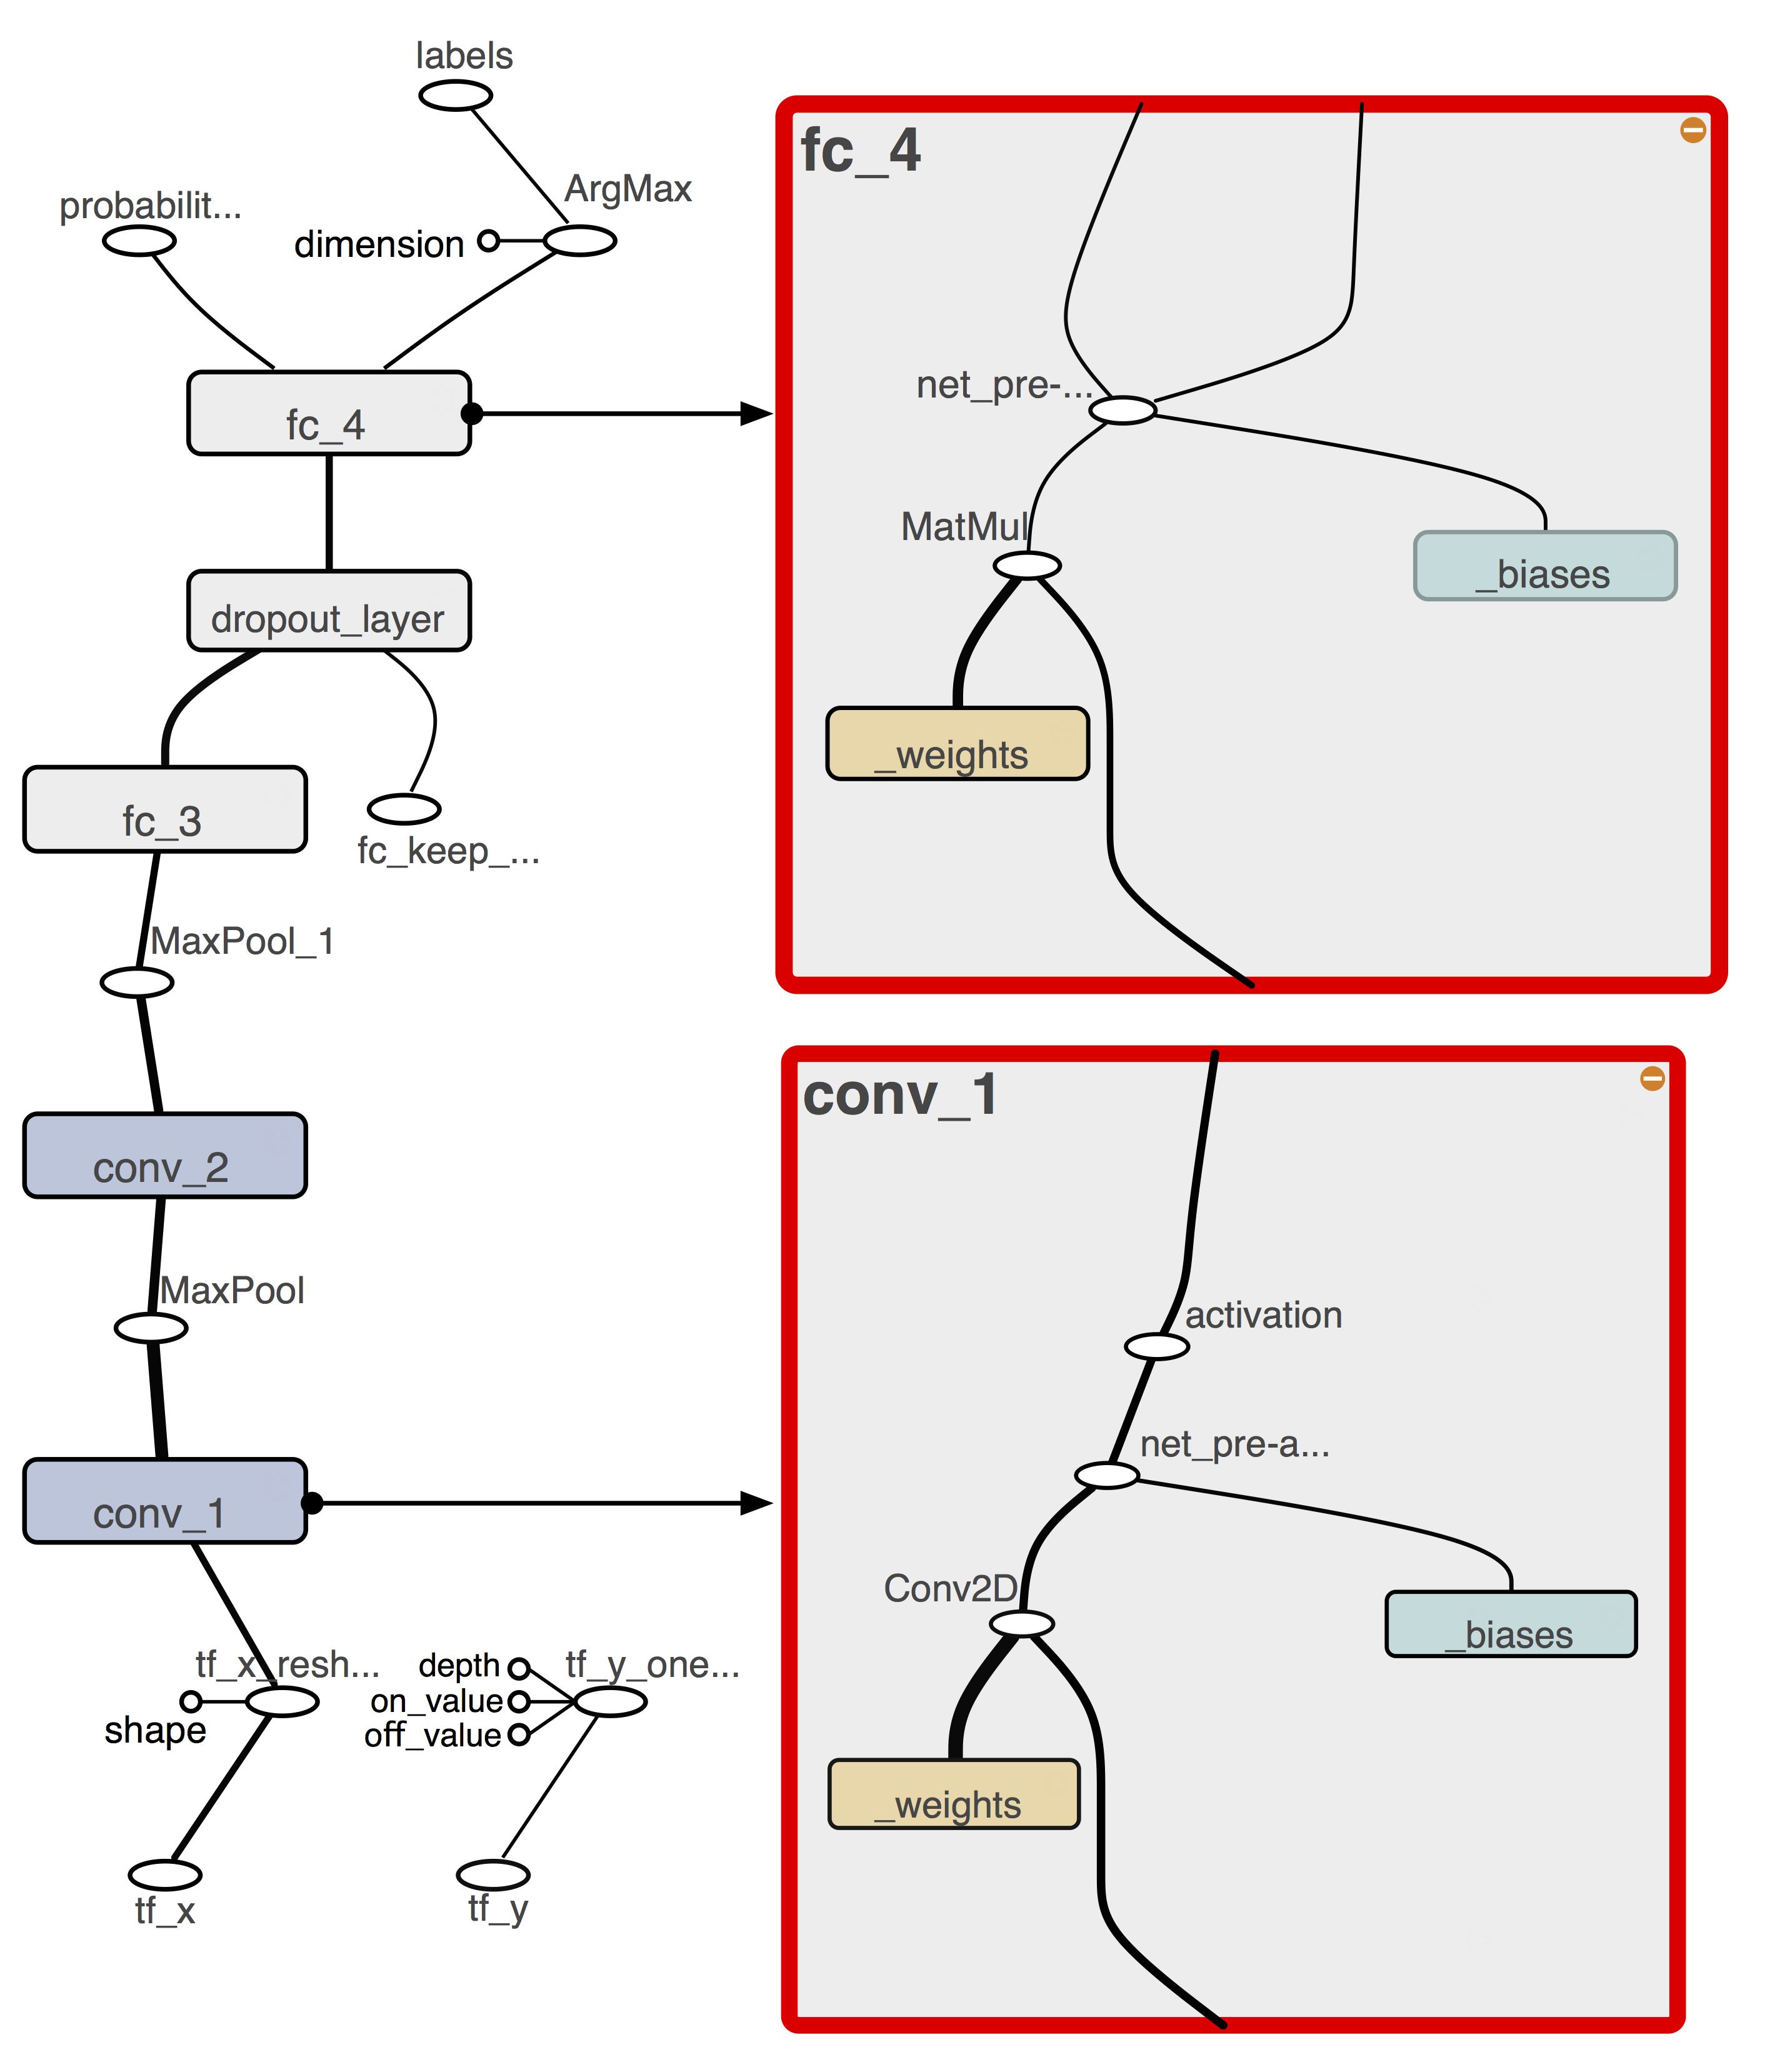 labels
probabilit...
ArgMax
dimension
fc_4
dropout_layer
fc_3
fc_keep_...
MaxPool_1
conv_2
MaxPool
conv_1
tf_x_resh...
shape
depth
on_value
off_value
tf_y_one...
tf_x
tf_y
fc_4
net_pre-...
MatMul
_biases
_weights
conv_1
activation
net_pre-a...
Conv2D
_biases
_weights